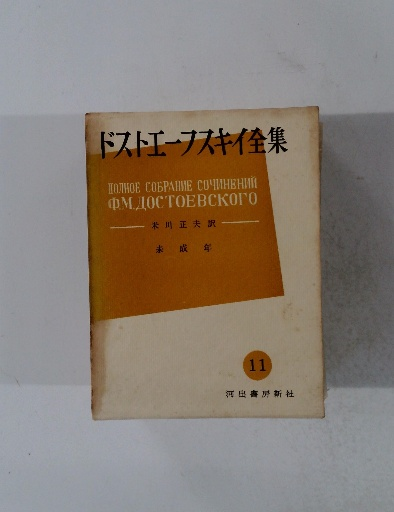 ドストエーフスキイ全集
ПОЛНОЕ СОБРАНИЕ СОЧИНЕНИЙ
Ф.М.ДОСТОЕВСКОГО
米川正夫訳
未成年
11
河出書房新社